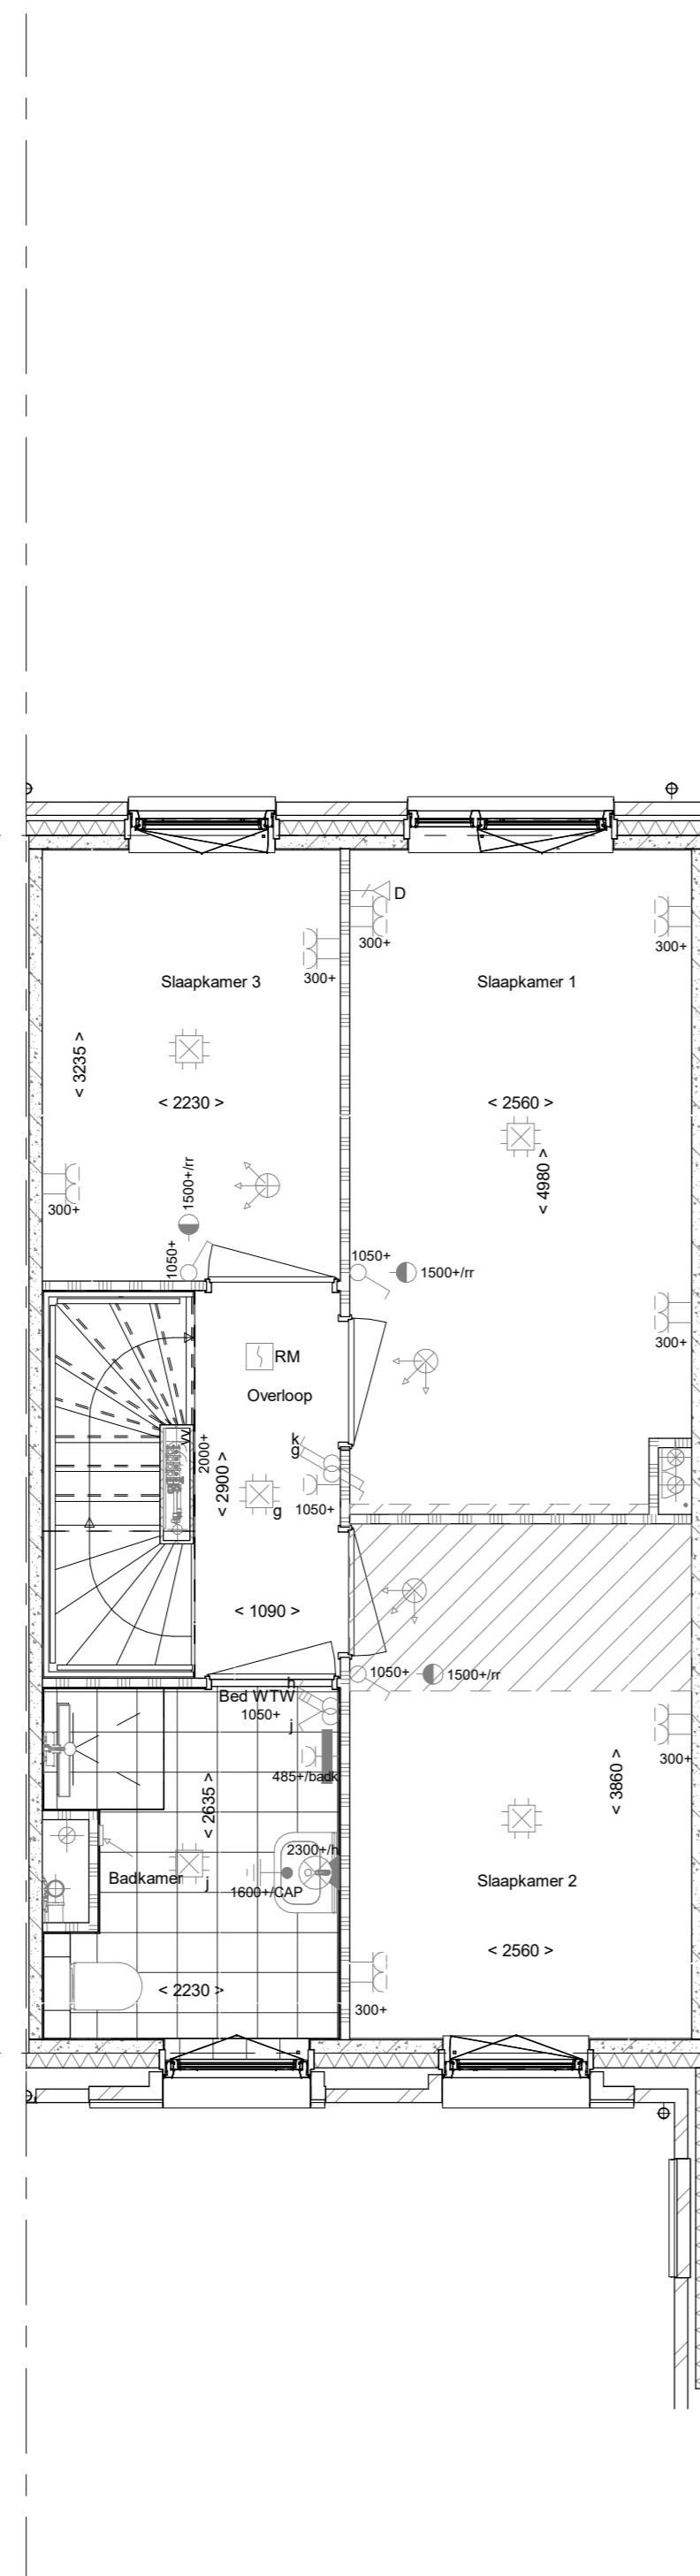 D
300+
300+
300+
Slaapkamer 3
Slaapkamer 1
< 3235 >
< 2230 >
< 2560 >
< 4980 >
300+
1500+/rr
1050+
1050+
1500+/rr
300+
RM
Overloop
k
g
2000+
< 2900 >
g
1050+
< 1090 >
h
Bed WTW
1050+
j
1050+
1500+/rr
300+
485+/badk
< 2635 >
< 3860 >
2300+/h
Badkamer
j
1600+/CAP
Slaapkamer 2
< 2560 >
< 2230 >
300+